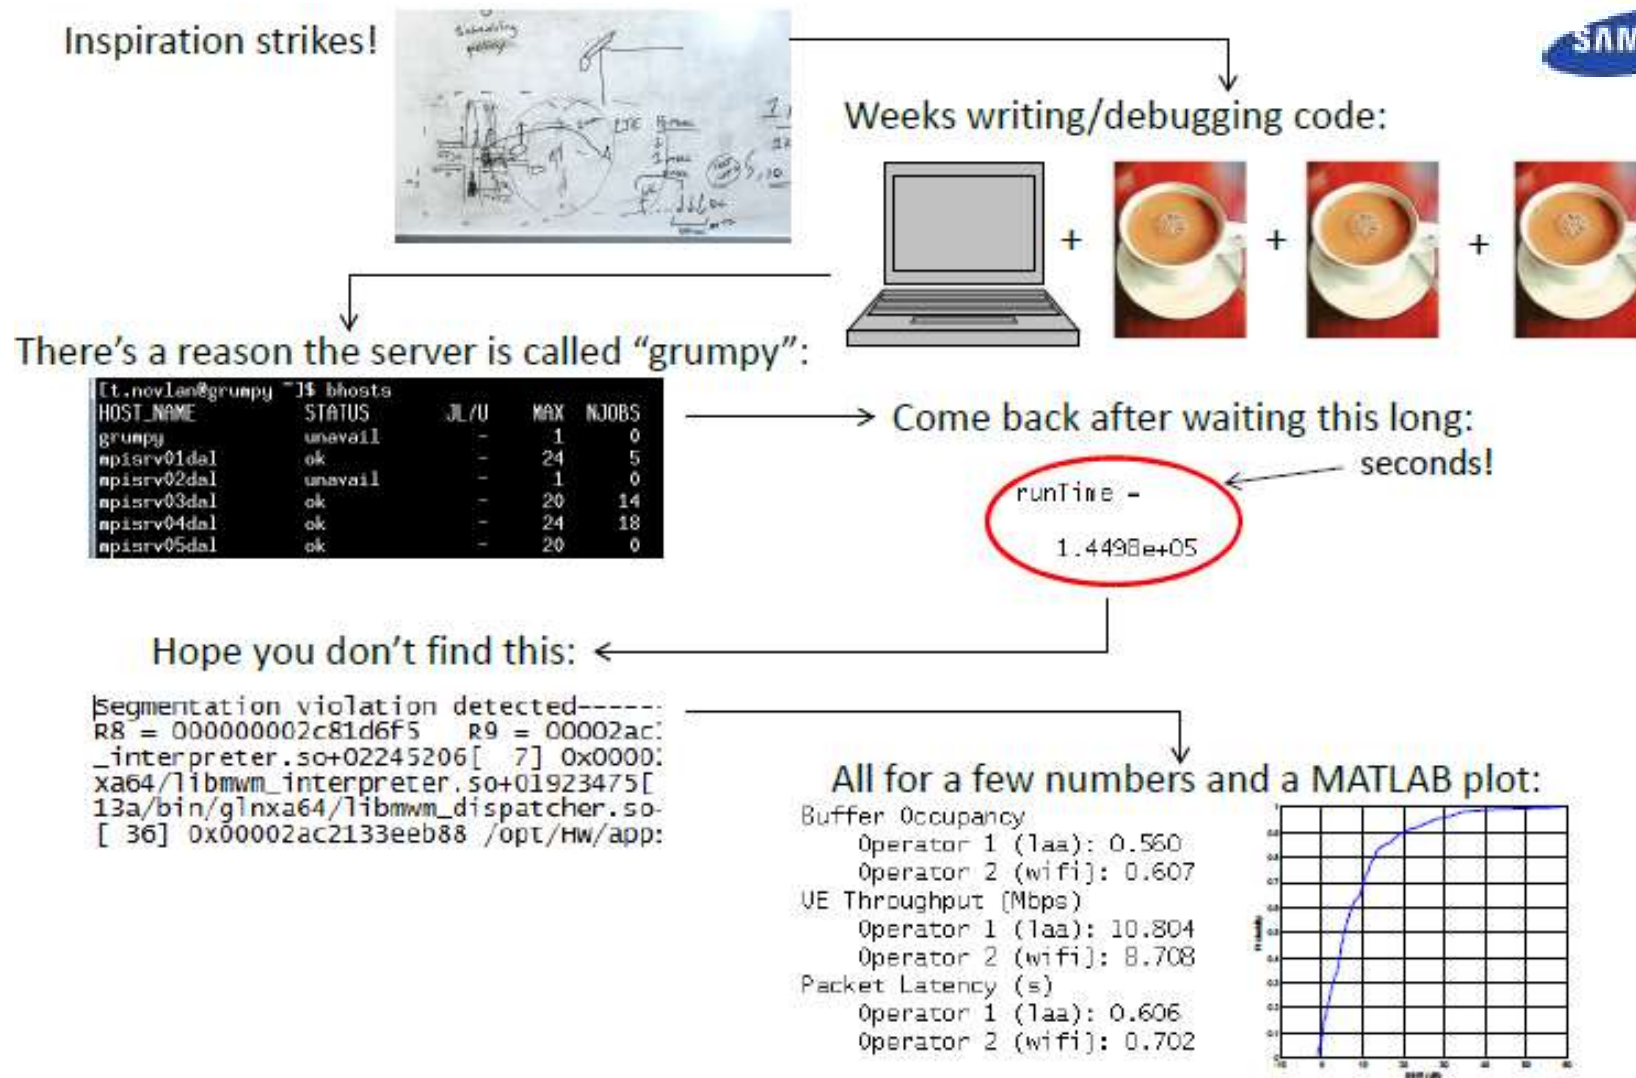 Inspiration strikes!
Scheduling
LTE
SAM
Weeks writing/debugging code:
+ + +
There's a reason the server is called “grumpy”:
[t.novlan@grumpy ~]$ bhosts
HOST_NAME STATUS JL/U MAX NJOBS
grumpy unavail - 1 0
mpisrv01dal ok - 24 5
mpisrv02dal unavail - 1 0
mpisrv03dal ok - 20 14
mpisrv04dal ok - 24 18
mpisrv05dal ok - 20 0
Come back after waiting this long:
seconds!
runTime =
1.4498e+05
Hope you don't find this:
Segmentation violation detected-----
R8 = 000000002c81d6f5 R9 = 00002ac
_interpreter.so+02245206[ 7] 0x0000
xa64/libmwm_interpreter.so+01923475[
13a/bin/glnxa64/libmwm_dispatcher.so
[ 36] 0x00002ac2133eeb88 /opt/HW/app
All for a few numbers and a MATLAB plot:
Buffer Occupancy
Operator 1 (laa): 0.560
Operator 2 (wifi): 0.607
UE Throughput (Mbps)
Operator 1 (laa): 10.804
Operator 2 (wifi): 8.708
Packet Latency (s)
Operator 1 (laa): 0.606
Operator 2 (wifi): 0.702